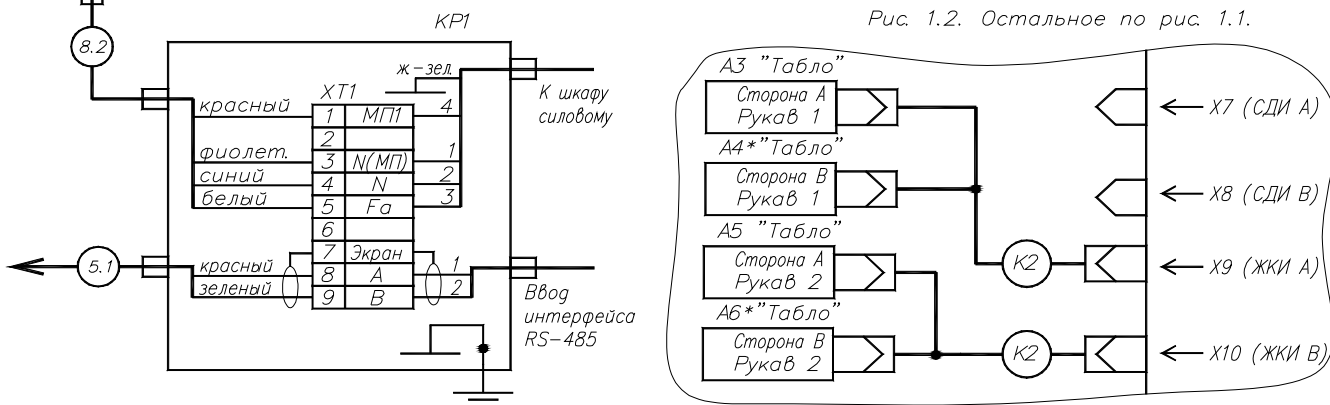 КР1
8.2
ж-зел.
ХТ1
красный 1 МП1 4
2
фиолет. 3 N(МП) 1
синий 4 N 2
белый 5 Fa 3
6
7 Экран
красный 8 А 1
зеленый 9 В 2
5.1
К шкафу
силовому
Ввод
интерфейса
RS-485
Рис. 1.2. Остальное по рис. 1.1.
А3 "Табло"
Сторона А
Рукав 1
А4*"Табло"
Сторона В
Рукав 1
А5 "Табло"
Сторона А
Рукав 2
А6*"Табло"
Сторона В
Рукав 2
К2
К2
Х7 (СДИ А)
Х8 (СДИ В)
Х9 (ЖКИ А)
Х10 (ЖКИ В)